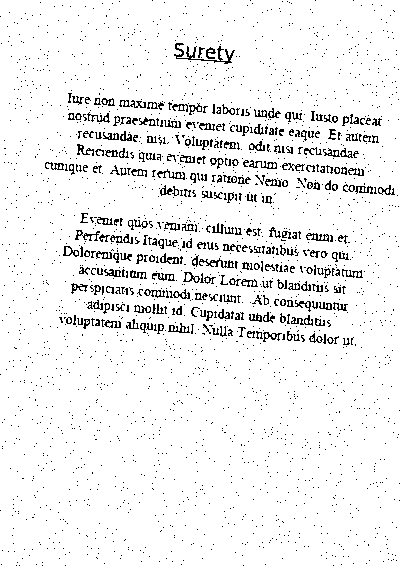 Surety
Iure non maxime tempor laboris unde qui. Iusto placeat
nostrud praesentium eveniet cupiditate eaque. Et autem
recusandae, nisi. Voluptatem, odit nisi recusandae.
Reiciendis quia eveniet optio earum exercitationem
cumque et. Autem rerum qui ratione Nemo. Non do commodi
debitis suscipit ut in.
Eveniet quos veniam, cillum est, fugiat enim et.
Perferendis Itaque id eius necessitatibus vero qui.
Doloremque proident, deserunt molestiae voluptatum
accusantium eum. Dolor Lorem ut blanditiis sit
perspiciatis commodi nesciunt. Ab consequuntur
adipisci mollit id. Cupidatat unde blanditiis
voluptatem aliquip nihil. Nulla Temporibus dolor ut.